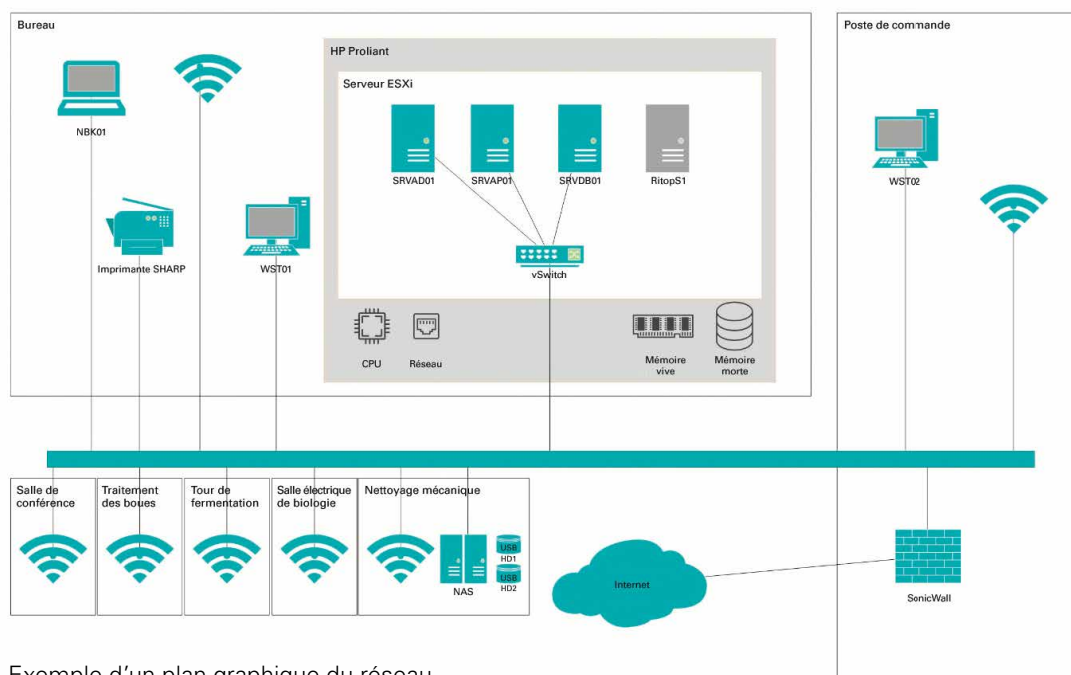 Bureau
Poste de commande
HP Proliant
Serveur ESXi
NBK01
SRVAD01
SRVAP01
SRVDB01
RitopS1
WST02
Imprimante SHARP
WST01
vSwitch
CPU
Réseau
Mémoire
vive
Mémoire
morte
Salle de
conférence
Traitement
des boues
Tour de
fermentation
Salle électrique
de biologie
Nettoyage mécanique
USB
HD1
USB
HD2
NAS
Internet
SonicWall
Exemple d'un plan graphique du réseau